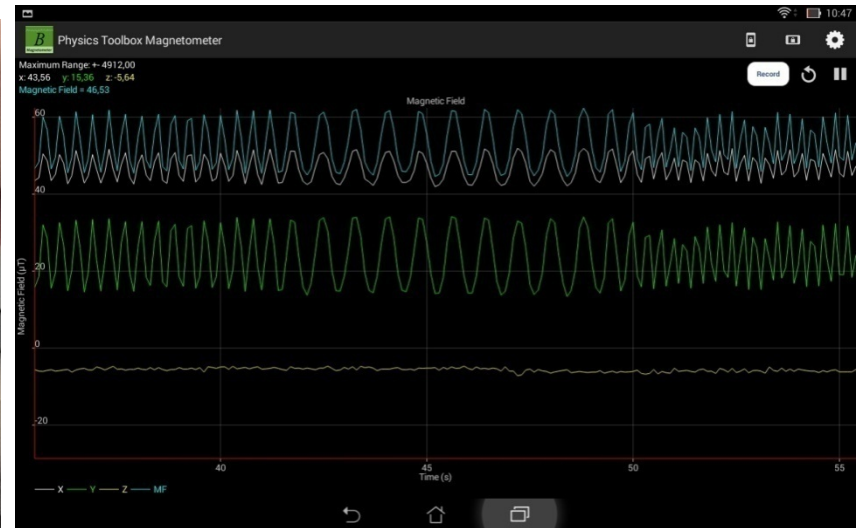 10:47
B Physics Toolbox Magnetometer
Magnetometer
Maximum Range: +- 4912,00
x: 43,56 y: 15,36 z: -5,64
Magnetic Field = 46,53
Record
Magnetic Field
60
40
20
0
-20
Magnetic Field (µT)
40 45 50 55
Time (s)
X Y Z MF